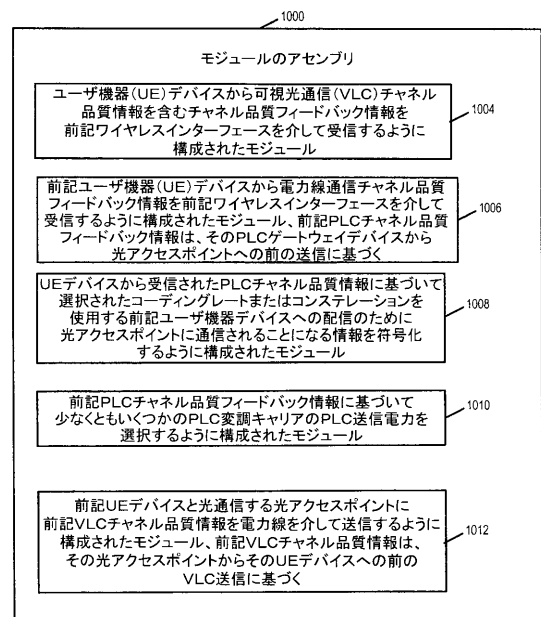 1000
モジュールのアセンブリ
ユーザ機器(UE)デバイスから可視光通信(VLC)チャネル
品質情報を含むチャネル品質フィードバック情報を
前記ワイヤレスインターフェースを介して受信するように
構成されたモジュール
1004
前記ユーザ機器(UE)デバイスから電力線通信チャネル品質
フィードバック情報を前記ワイヤレスインターフェースを介して
受信するように構成されたモジュール、前記PLCチャネル品質
フィードバック情報は、そのPLCゲートウェイデバイスから
光アクセスポイントへの前の送信に基づく
1006
UEデバイスから受信されたPLCチャネル品質情報に基づいて
選択されたコーディングレートまたはコンステレーションを
使用する前記ユーザ機器デバイスへの配信のために
光アクセスポイントに通信されることになる情報を符号化
するように構成されたモジュール
1008
前記PLCチャネル品質フィードバック情報に基づいて
少なくともいくつかのPLC変調キャリアのPLC送信電力を
選択するように構成されたモジュール
1010
前記UEデバイスと光通信する光アクセスポイントに
前記VLCチャネル品質情報を電力線を介して送信するように
構成されたモジュール、前記VLCチャネル品質情報は、
その光アクセスポイントからそのUEデバイスへの前の
VLC送信に基づく
1012